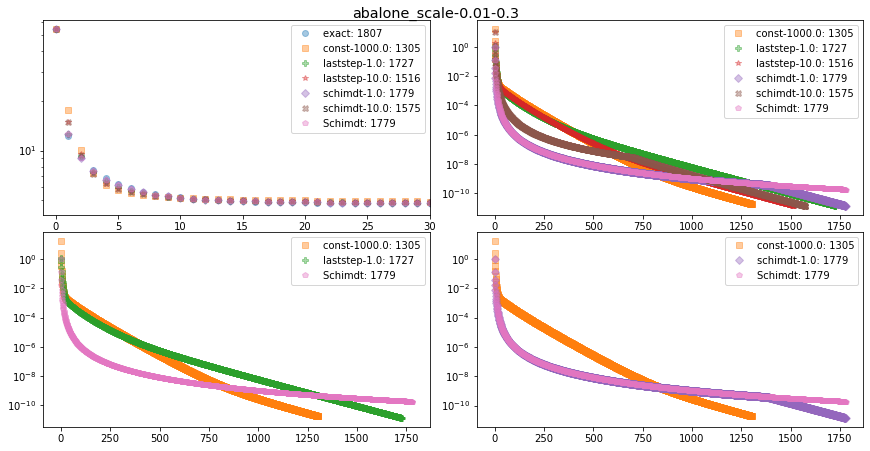 abalone_scale-0.01-0.3
10¹
0 5 10 15 20 25 30
exact: 1807
const-1000.0: 1305
laststep-1.0: 1727
laststep-10.0: 1516
schimdt-1.0: 1779
schimdt-10.0: 1575
Schimdt: 1779
10⁰
10⁻²
10⁻⁴
10⁻⁶
10⁻⁸
10⁻¹⁰
0 250 500 750 1000 1250 1500 1750
const-1000.0: 1305
laststep-1.0: 1727
laststep-10.0: 1516
schimdt-1.0: 1779
schimdt-10.0: 1575
Schimdt: 1779
10⁰
10⁻²
10⁻⁴
10⁻⁶
10⁻⁸
10⁻¹⁰
0 250 500 750 1000 1250 1500 1750
const-1000.0: 1305
laststep-1.0: 1727
Schimdt: 1779
10⁰
10⁻²
10⁻⁴
10⁻⁶
10⁻⁸
10⁻¹⁰
0 250 500 750 1000 1250 1500 1750
const-1000.0: 1305
schimdt-1.0: 1779
Schimdt: 1779